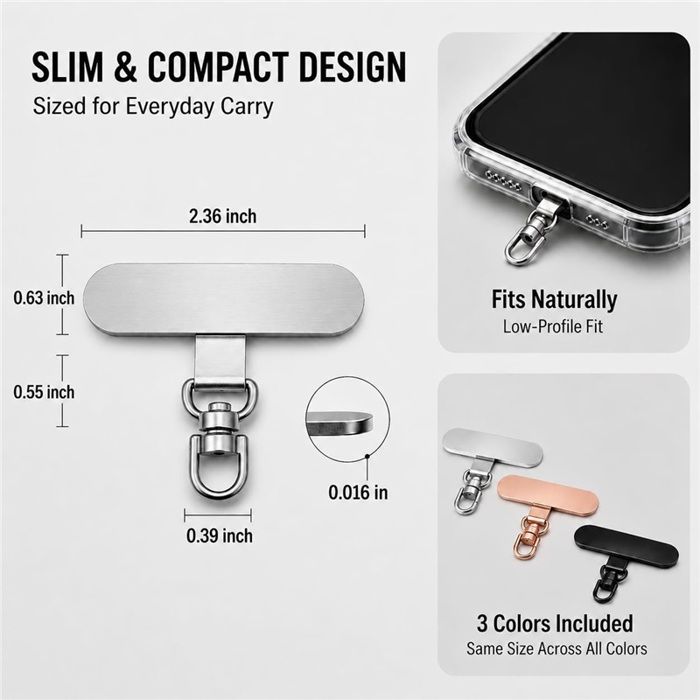 SLIM & COMPACT DESIGN
Sized for Everyday Carry
2.36 inch
0.63 inch
0.55 inch
0.016 in
0.39 inch
Fits Naturally
Low-Profile Fit
3 Colors Included
Same Size Across All Colors